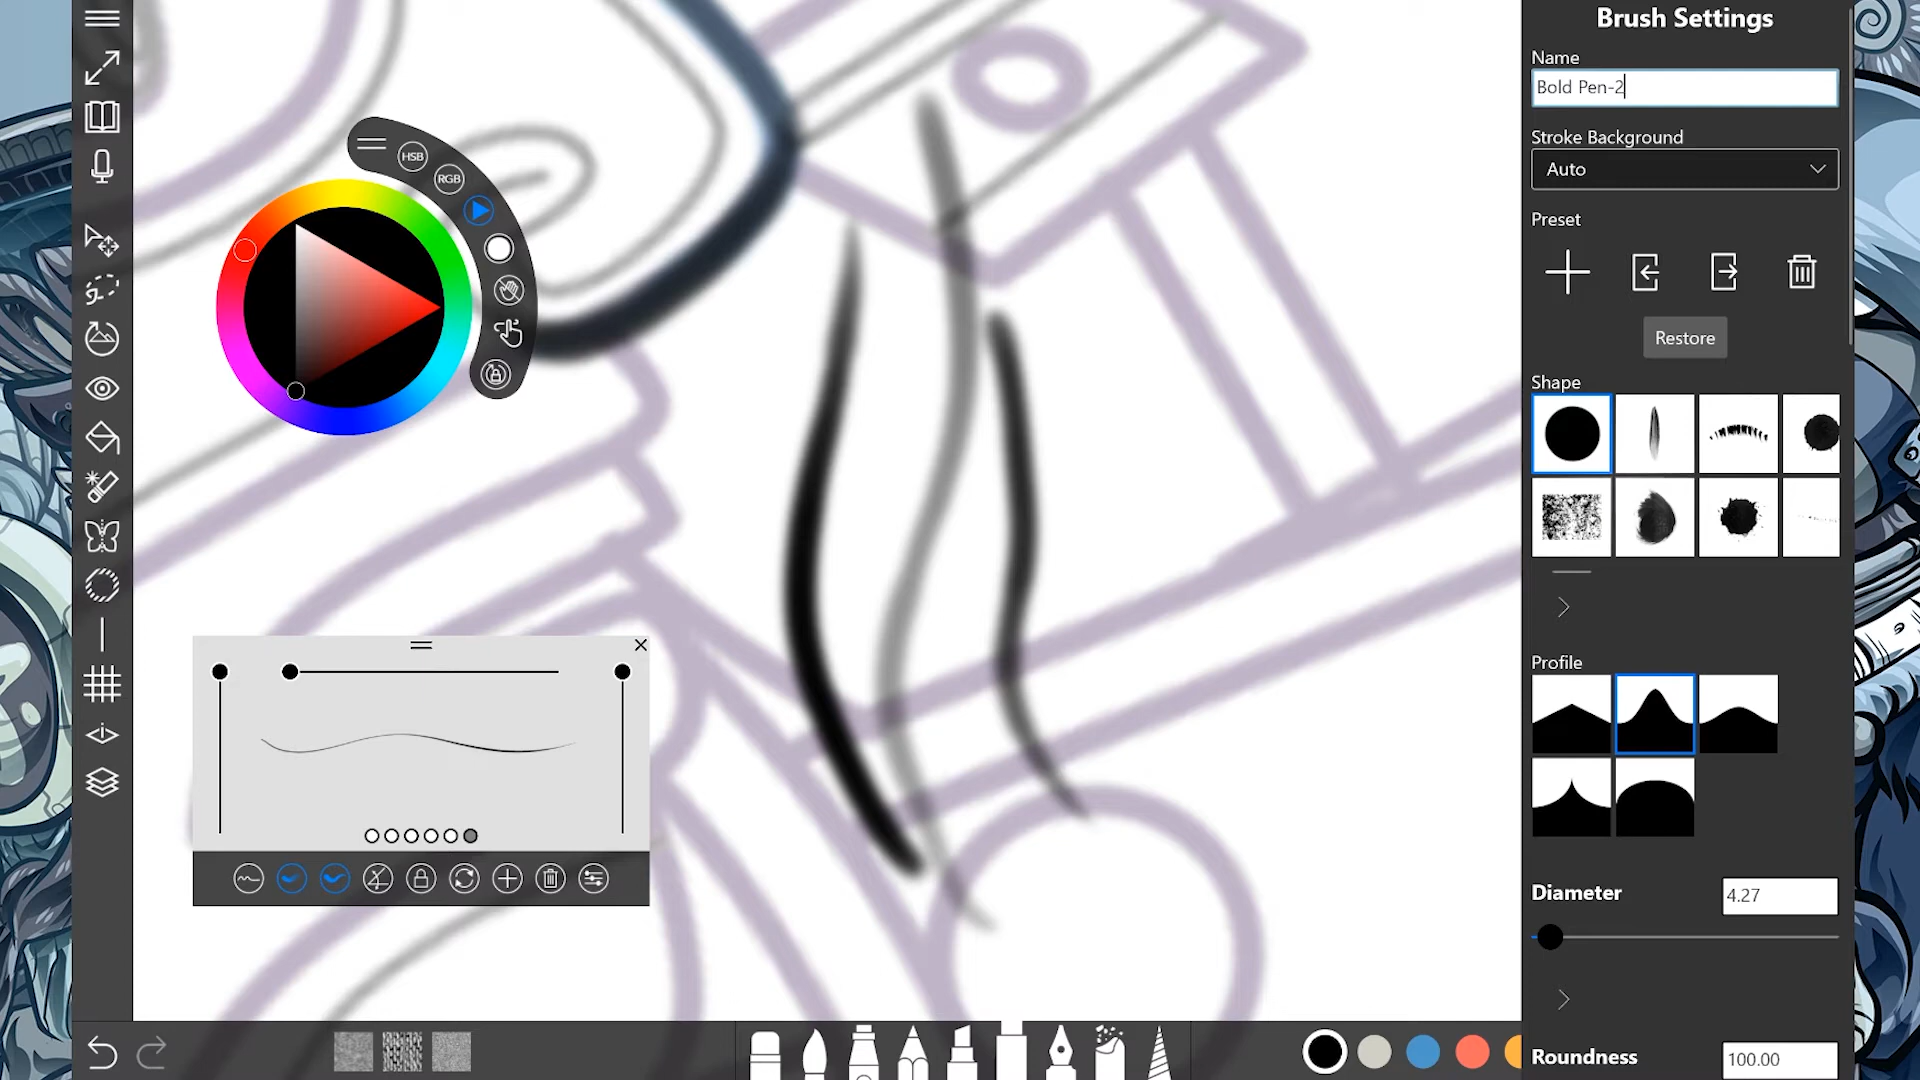 Brush Settings
Name
Bold Pen-2
Stroke Background
Auto
Preset
Restore
Shape
Profile
Diameter
4.27
Roundness
100.00
HSB
RGB